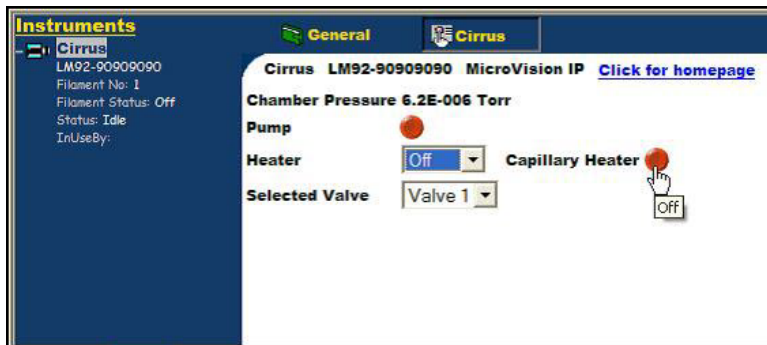 Instruments
Cirrus
LM92-90909090
Filament No: 1
Filament Status: Off
Status: Idle
InUseBy:
General Cirrus
Cirrus LM92-90909090 MicroVision IP Click for homepage
Chamber Pressure 6.2E-006 Torr
Pump
Heater Off Capillary Heater
Off
Selected Valve Valve 1